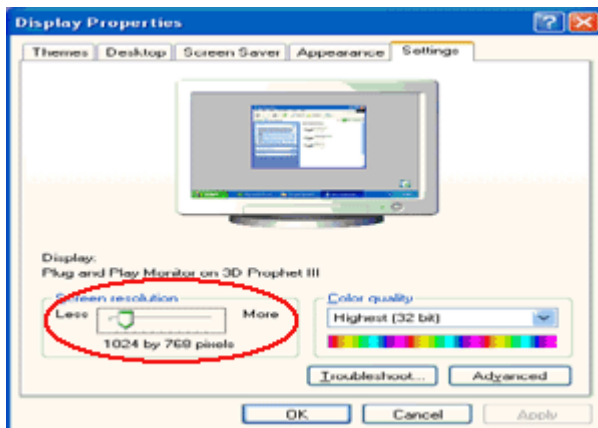 Display Properties
Themes Desktop Screen Saver Appearance Settings
Display:
Plug and Play Monitor on 3D Prophet III
Screen resolution
Less More
1024 by 768 pixels
Color quality
Highest (32 bit)
Troubleshoot... Advanced
OK Cancel Apply